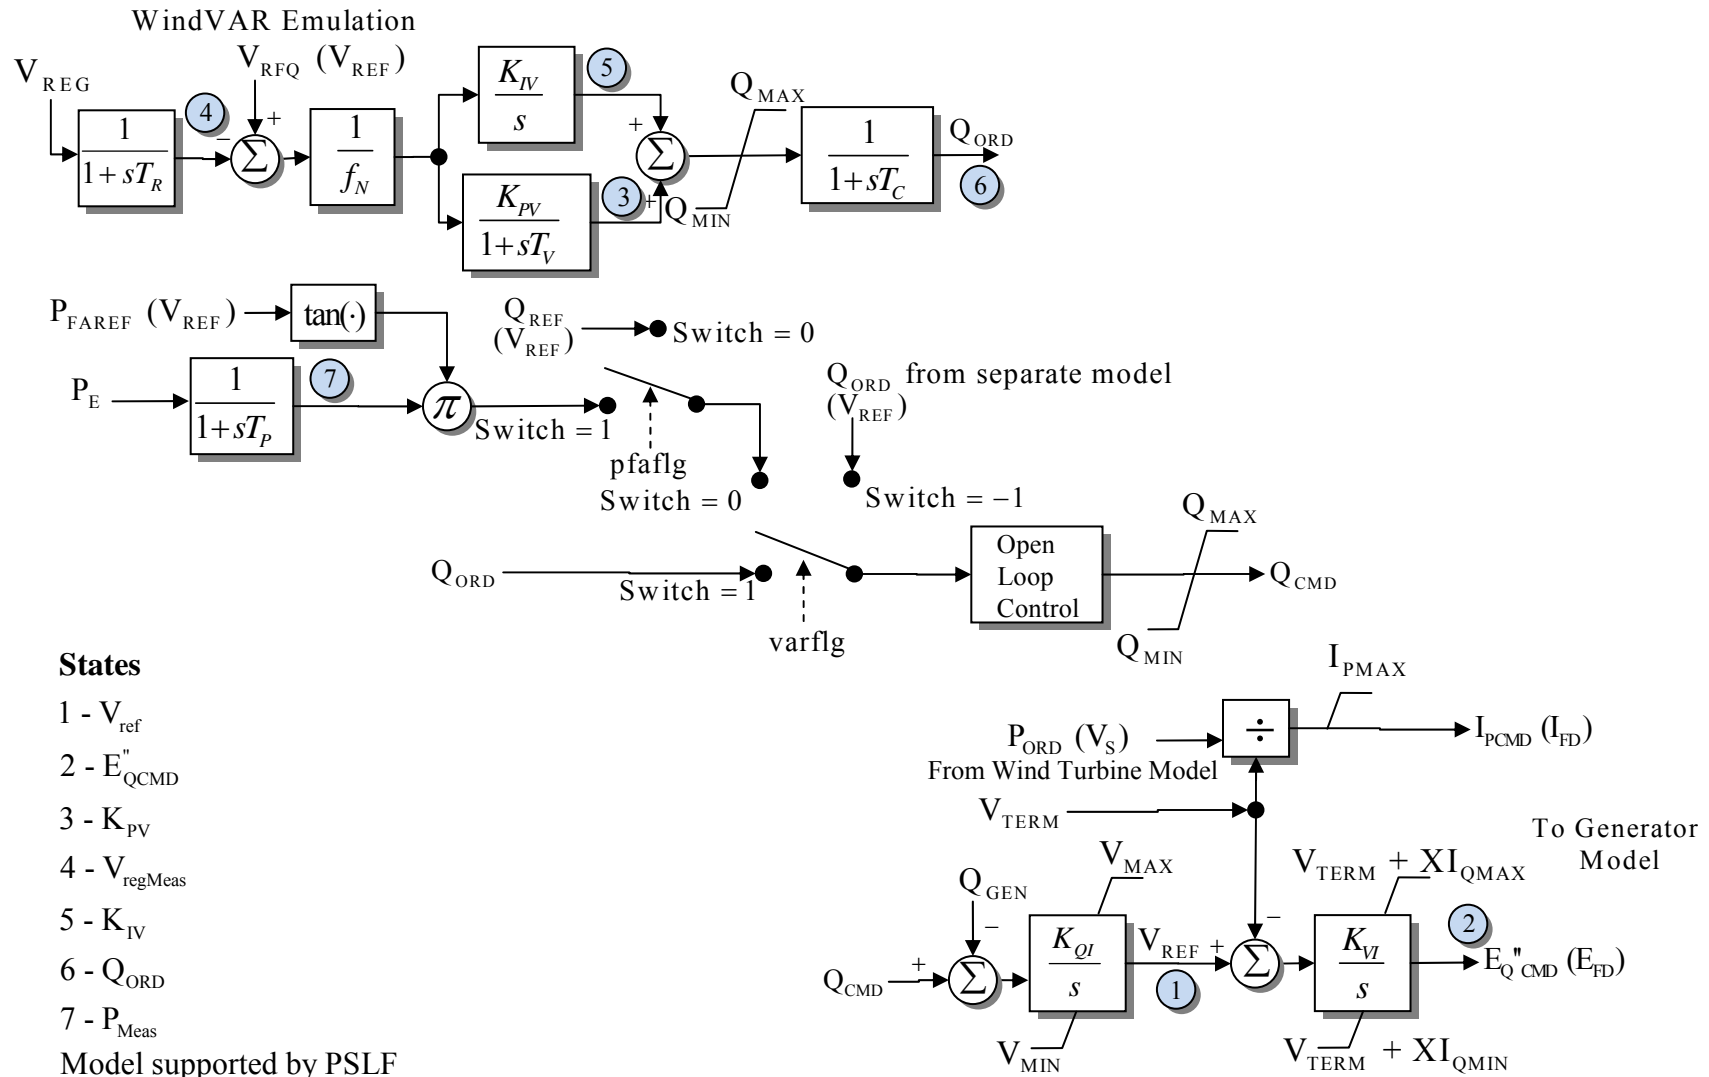 WindVAR Emulation
V_REG
V_RFQ (V_REF)
1 / (1 + sT_R)
4
−
+
Σ
1 / f_N
K_IV / s
5
K_PV / (1 + sT_V)
3
+
+
Σ
Q_MAX
Q_MIN
1 / (1 + sT_C)
Q_ORD
6
P_FAREF (V_REF)
tan(·)
P_E
1 / (1 + sT_P)
7
π
Switch = 1
Q_REF
(V_REF)
Switch = 0
pfaflg
Switch = 0
Q_ORD from separate model
(V_REF)
Switch = −1
Q_ORD
Switch = 1
varflg
Open
Loop
Control
Q_MAX
Q_MIN
Q_CMD
States
1 - V_ref
2 - E"_QCMD
3 - K_PV
4 - V_regMeas
5 - K_IV
6 - Q_ORD
7 - P_Meas
Model supported by PSLF
I_PMAX
P_ORD (V_S)
From Wind Turbine Model
÷
I_PCMD (I_FD)
V_TERM
To Generator
Model
Q_GEN
−
Q_CMD
+
Σ
V_MAX
K_QI / s
V_MIN
V_REF
+
1
−
Σ
V_TERM + XI_QMAX
K_VI / s
V_TERM + XI_QMIN
2
E_Q"_CMD (E_FD)